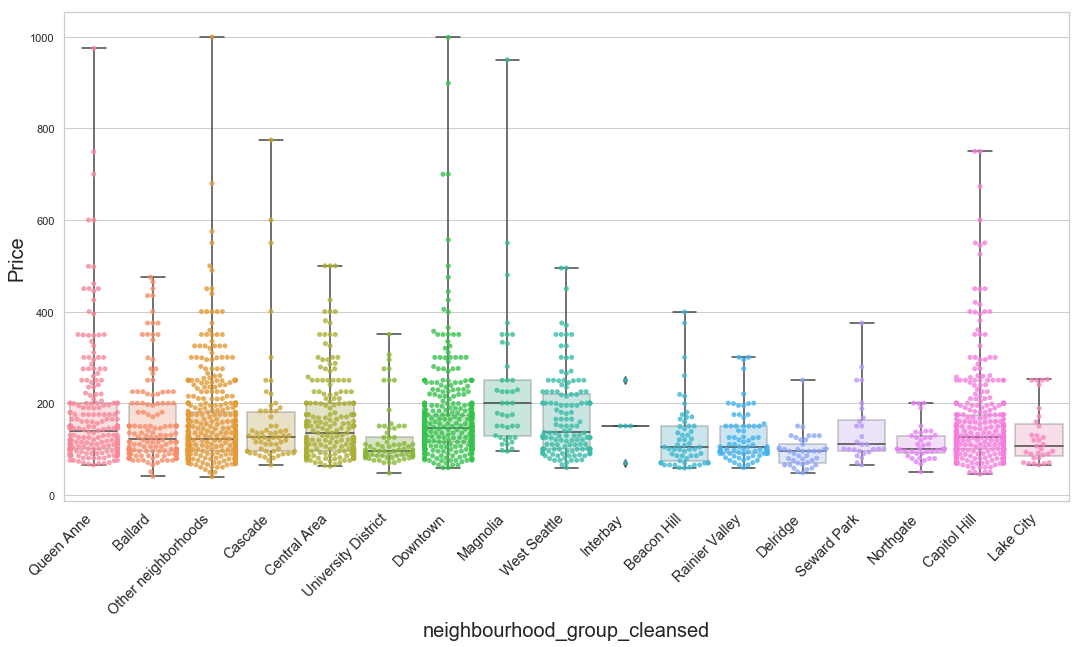 1000
800
600
400
200
0
Price
Queen Anne
Ballard
Other neighborhoods
Cascade
Central Area
University District
Downtown
Magnolia
West Seattle
Interbay
Beacon Hill
Rainier Valley
Delridge
Seward Park
Northgate
Capitol Hill
Lake City
neighbourhood_group_cleansed